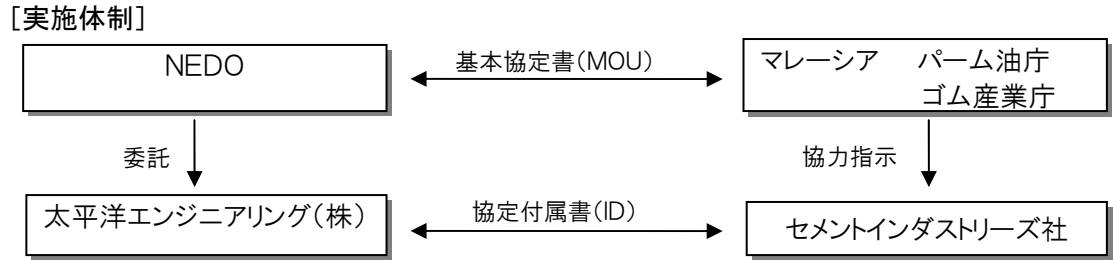 [実施体制]
NEDO
基本協定書(MOU)
マレーシア　パーム油庁
ゴム産業庁
委託
協力指示
太平洋エンジニアリング(株)
協定付属書(ID)
セメントインダストリーズ社